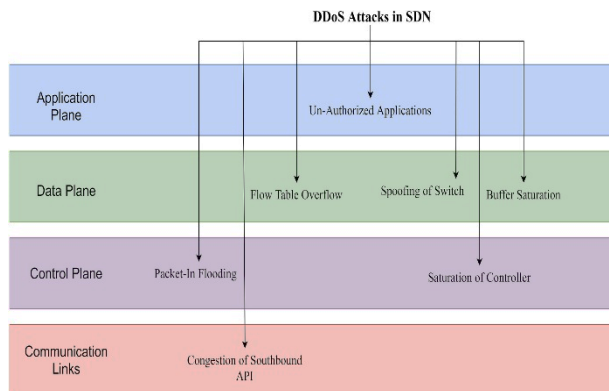 DDoS Attacks in SDN
Application
Plane
Un-Authorized Applications
Data Plane
Flow Table Overflow
Spoofing of Switch
Buffer Saturation
Control Plane
Packet-In Flooding
Saturation of Controller
Communication
Links
Congestion of Southbound
API